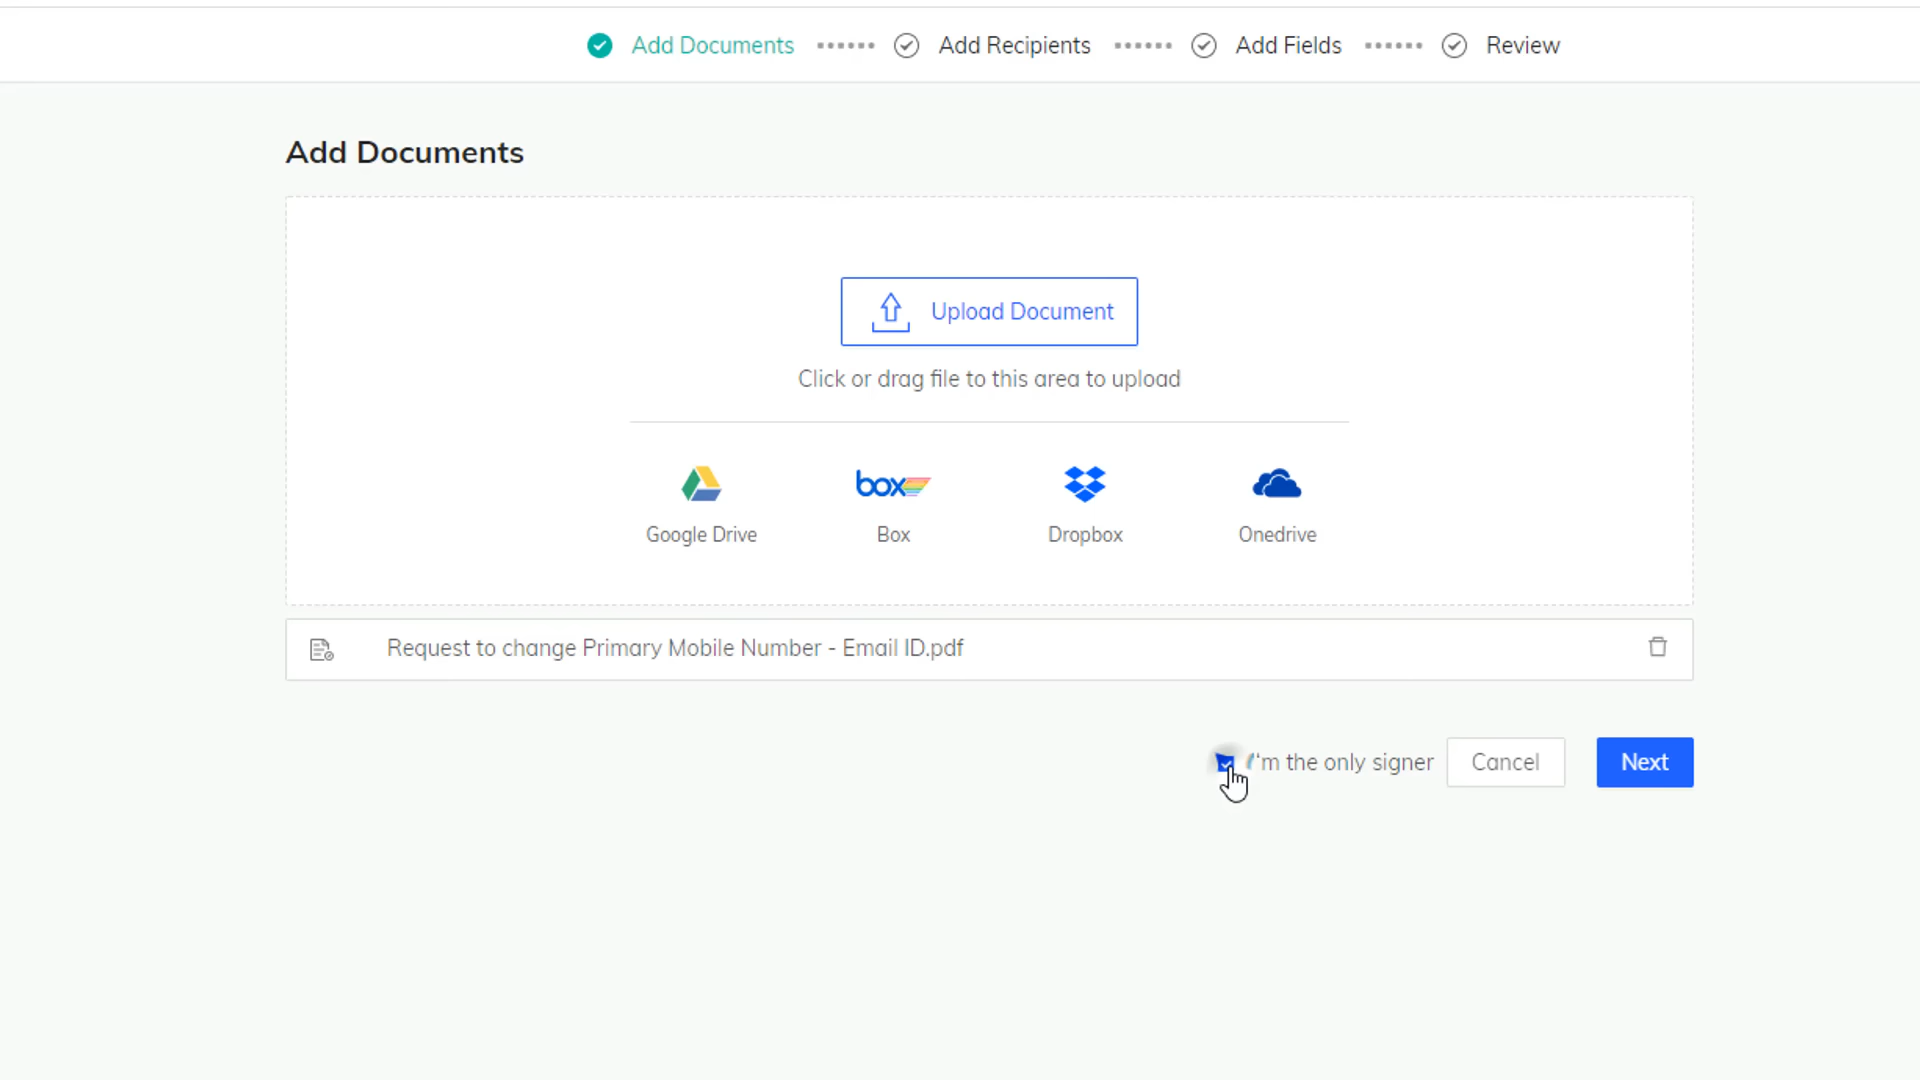 Add Documents Add Recipients Add Fields Review
Add Documents
Upload Document
Click or drag file to this area to upload
box
Google Drive Box Dropbox Onedrive
Request to change Primary Mobile Number - Email ID.pdf
I'm the only signer Cancel Next